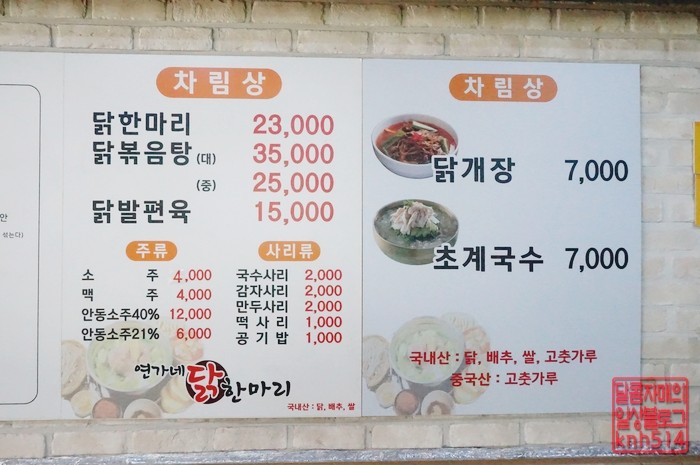 안
섞는다)
차림상
닭한마리 23,000
닭볶음탕 (대) 35,000
(중) 25,000
닭발편육 15,000
주류
소 주 4,000
맥 주 4,000
안동소주40% 12,000
안동소주21% 6,000
사리류
국수사리 2,000
감자사리 2,000
만두사리 2,000
떡사리 1,000
공기밥 1,000
연가네 닭한마리
국내산 : 닭, 배추, 쌀
차림상
닭개장 7,000
초계국수 7,000
국내산 : 닭, 배추, 쌀, 고춧가루
중국산 : 고춧가루
달콤자매의
일상블로그
knh514